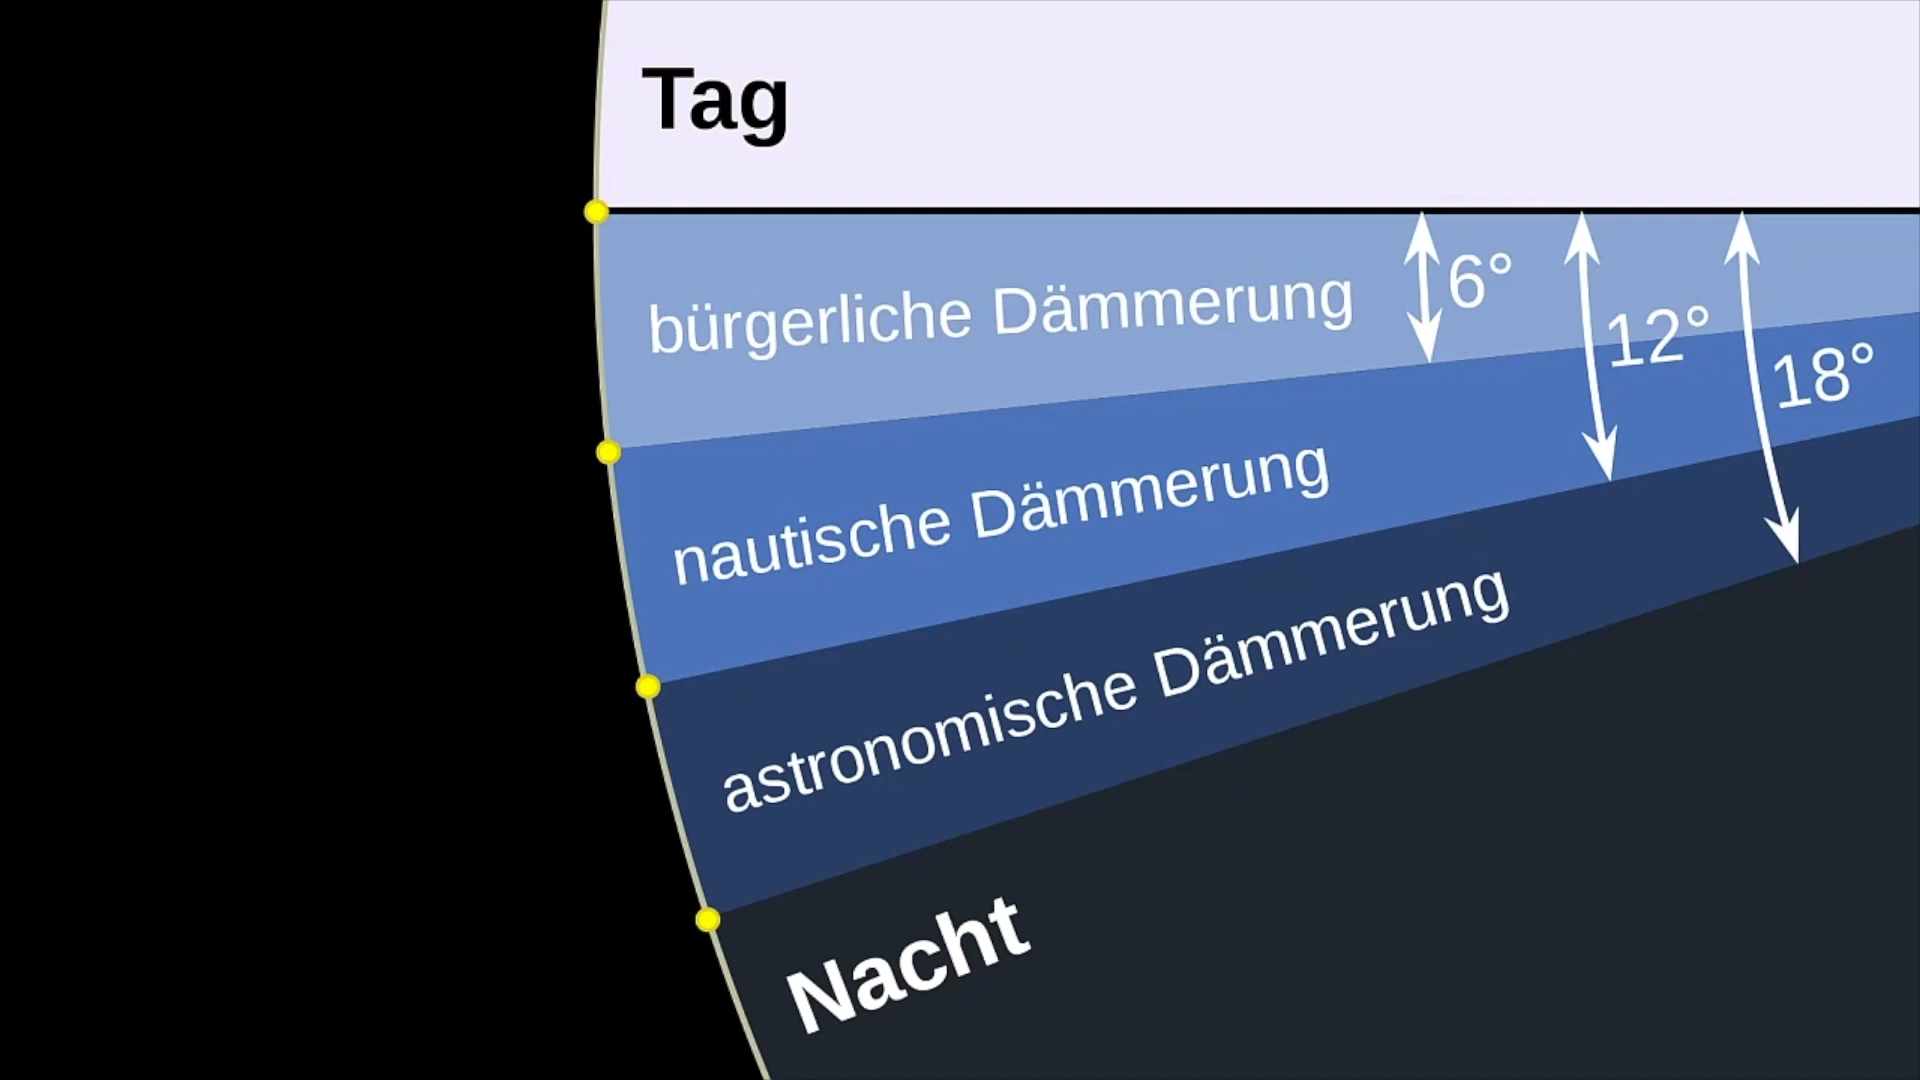 Tag
bürgerliche Dämmerung
6°
nautische Dämmerung
12°
astronomische Dämmerung
18°
Nacht